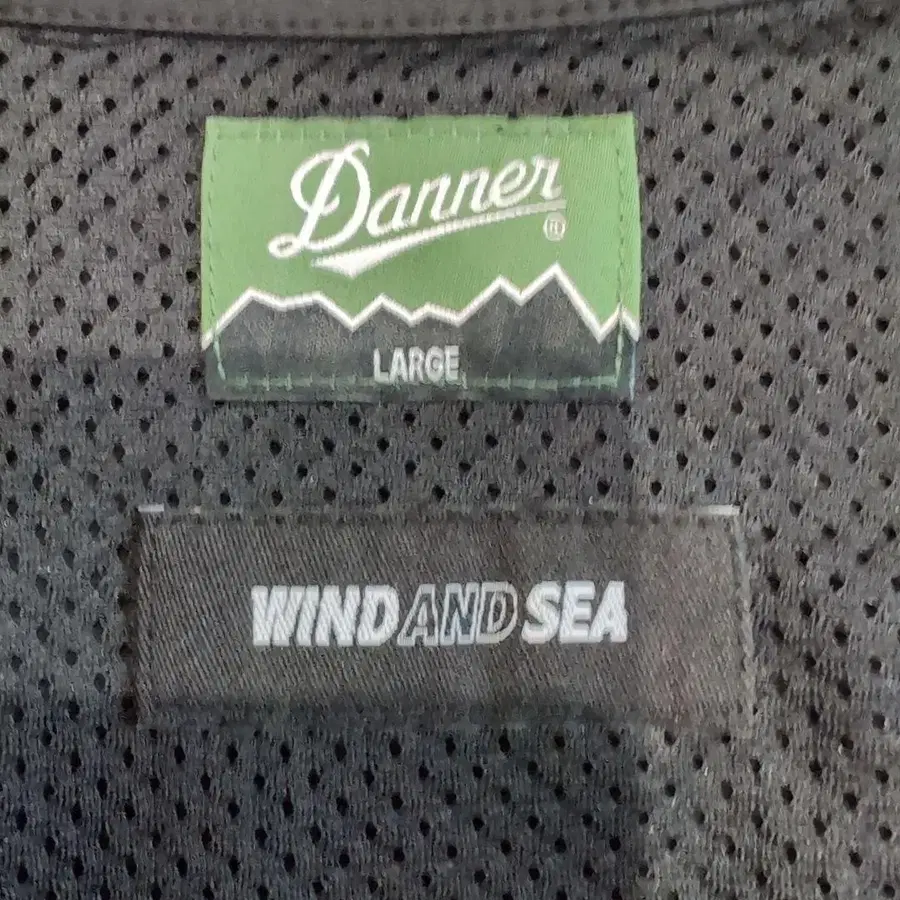 Danner
®
LARGE
WIND AND SEA